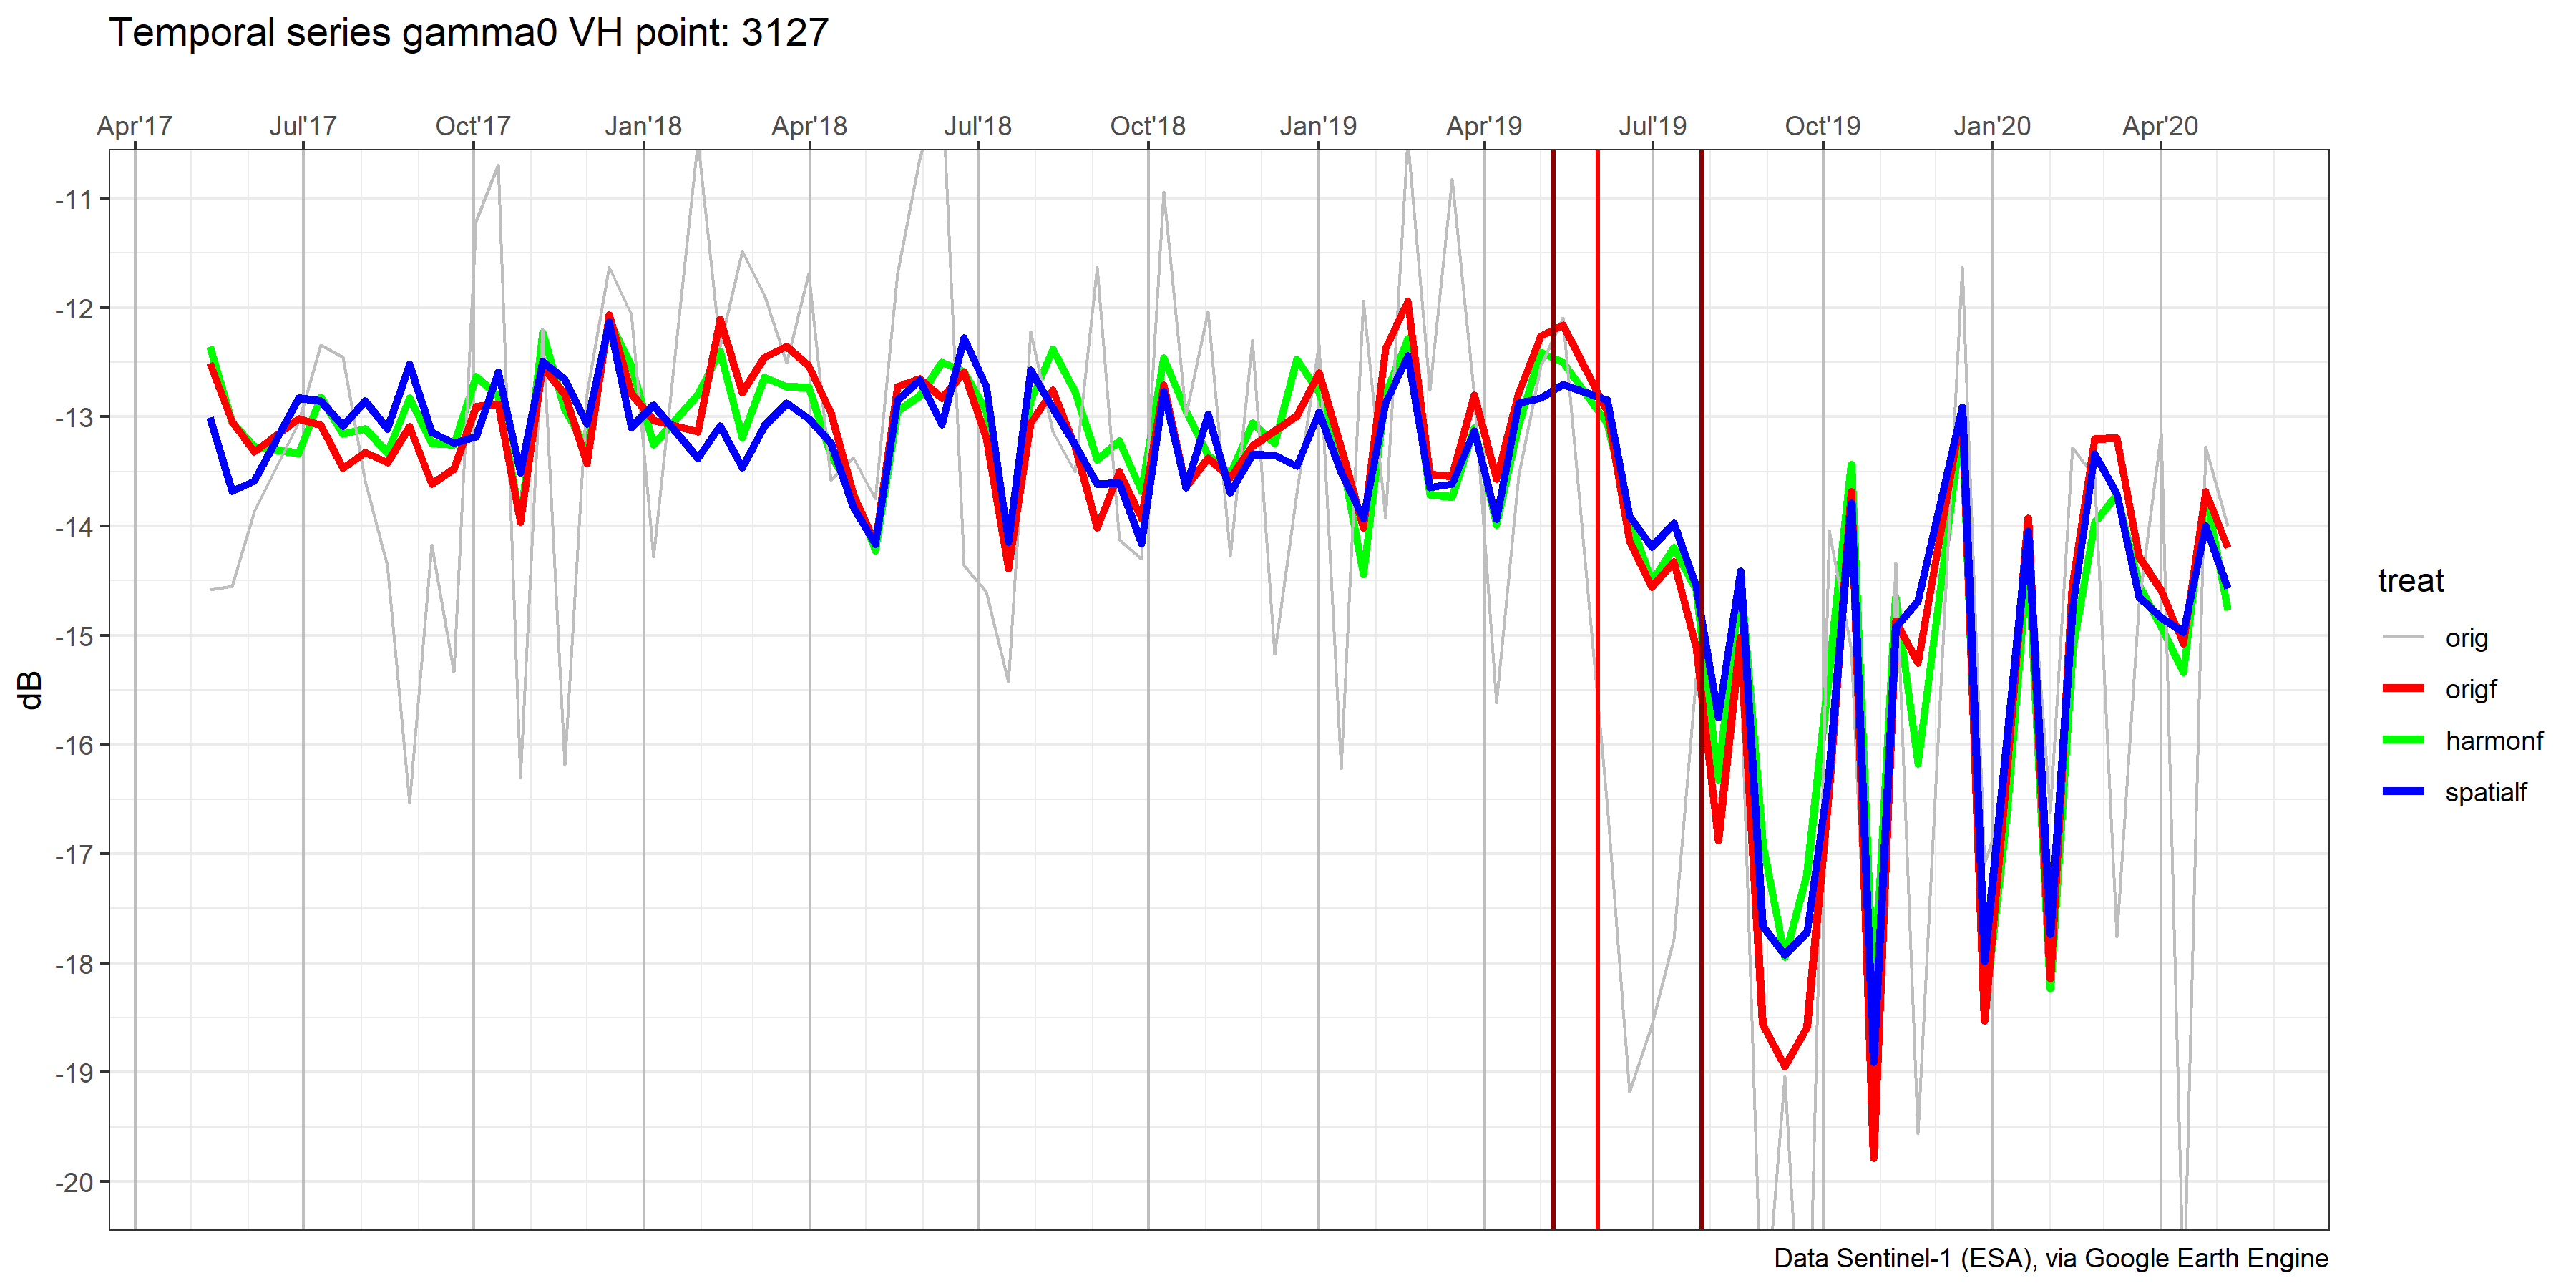 Temporal series gamma0 VH point: 3127
Apr'17 Jul'17 Oct'17 Jan'18 Apr'18 Jul'18 Oct'18 Jan'19 Apr'19 Jul'19 Oct'19 Jan'20 Apr'20
-11
-12
-13
-14
-15
-16
-17
-18
-19
-20
dB
treat
orig
origf
harmonf
spatialf
Data Sentinel-1 (ESA), via Google Earth Engine